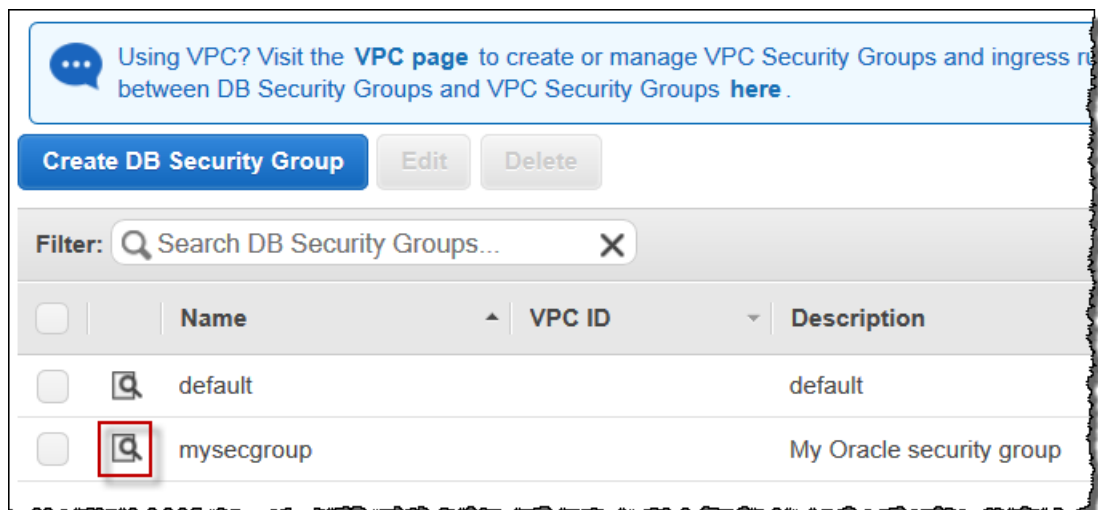 Using VPC? Visit the VPC page to create or manage VPC Security Groups and ingress
between DB Security Groups and VPC Security Groups here.
Create DB Security Group Edit Delete
Filter: Search DB Security Groups...
Name VPC ID Description
default default
mysecgroup My Oracle security group